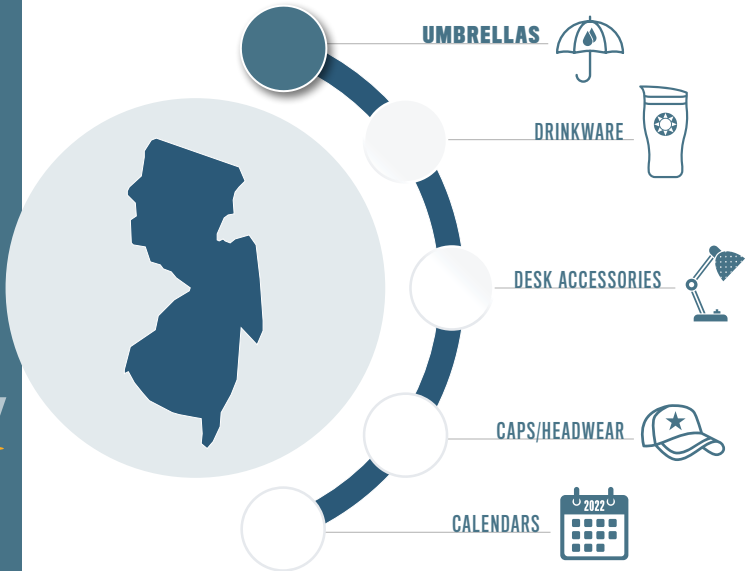 UMBRELLAS
DRINKWARE
DESK ACCESSORIES
CAPS/HEADWEAR
2022
CALENDARS